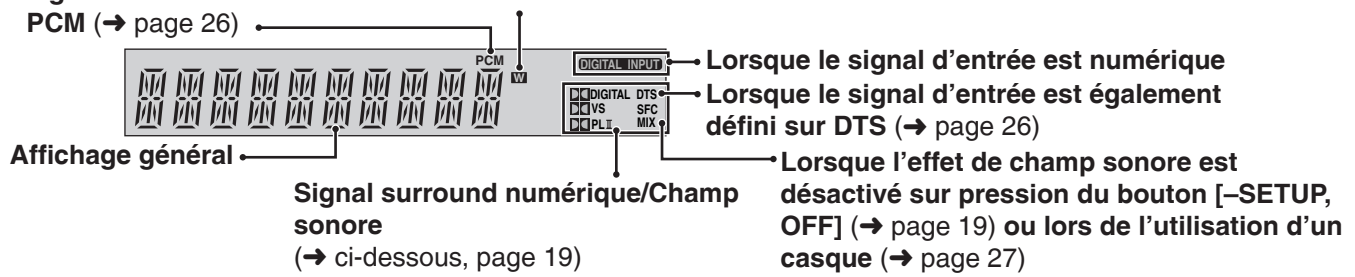 PCM (➜ page 26)
PCM
W
DIGITAL INPUT
Lorsque le signal d'entrée est numérique
DIGITAL DTS
VS SFC
PL II MIX
Lorsque le signal d'entrée est également
défini sur DTS (➜ page 26)
Affichage général
Signal surround numérique/Champ
sonore
(➜ ci-dessous, page 19)
Lorsque l'effet de champ sonore est
désactivé sur pression du bouton [–SETUP,
OFF] (➜ page 19) ou lors de l'utilisation d'un
casque (➜ page 27)